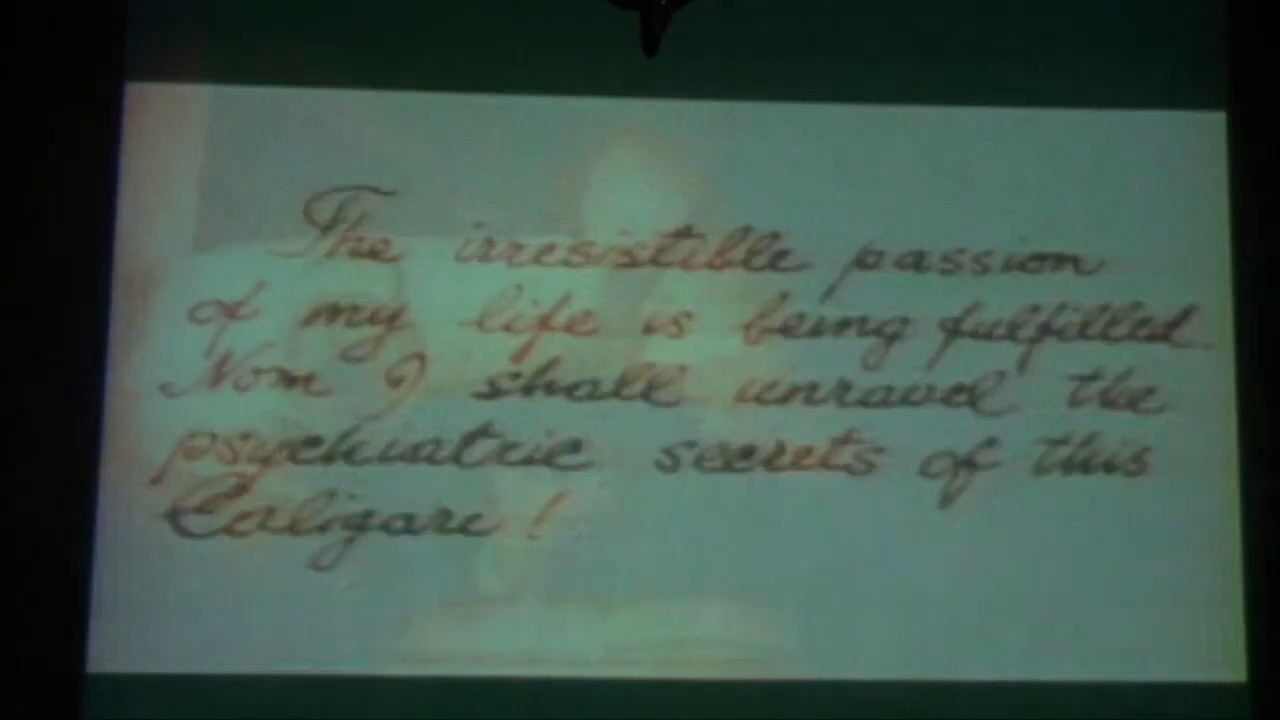 The irresistible passion
of my life is being fulfilled.
Now I shall unravel the
psychiatric secrets of this
Caligari !